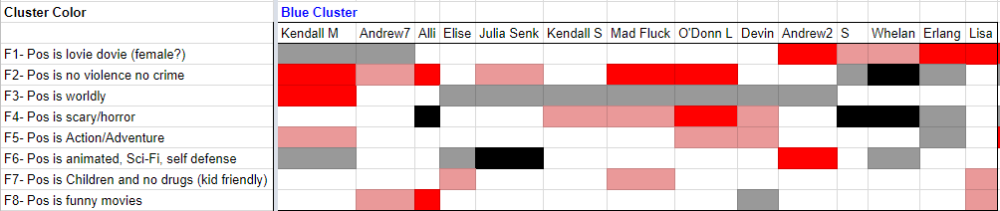 Cluster Color Blue Cluster
Kendall M Andrew7 Alli Elise Julia Senk Kendall S Mad Fluck O'Donn L Devin Andrew2 S Whelan Erlang Lisa
F1- Pos is lovie dovie (female?)
F2- Pos is no violence no crime
F3- Pos is worldly
F4- Pos is scary/horror
F5- Pos is Action/Adventure
F6- Pos is animated, Sci-Fi, self defense
F7- Pos is Children and no drugs (kid friendly)
F8- Pos is funny movies